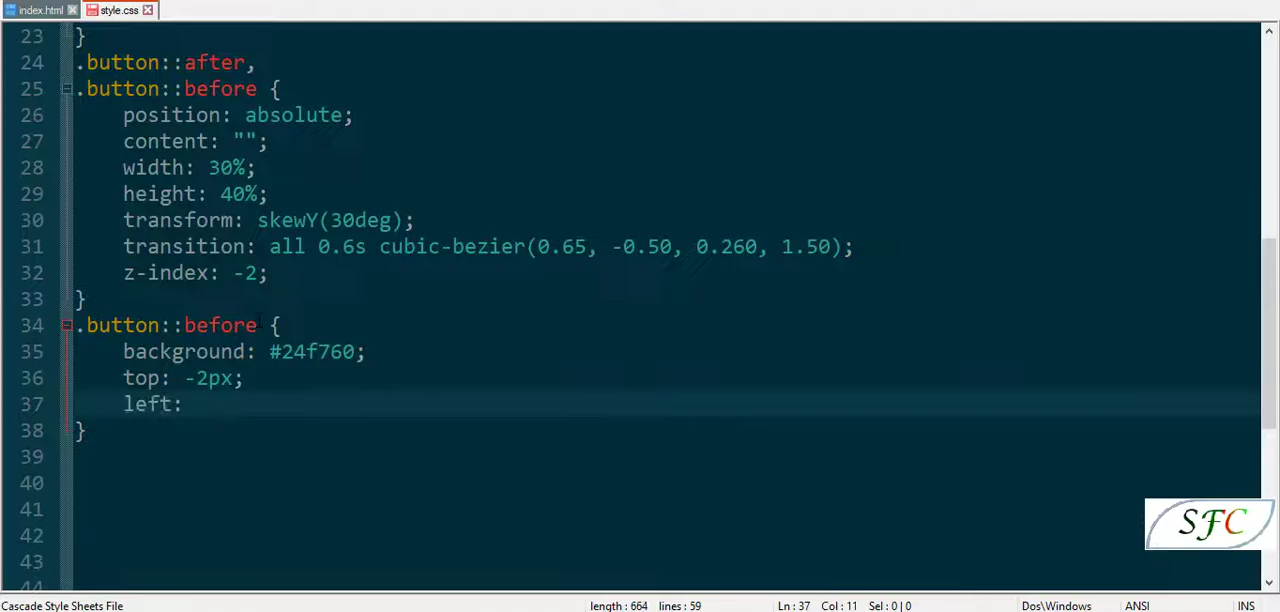 index.html
style.css
23 }
24 .button::after,
25 .button::before {
26 position: absolute;
27 content: "";
28 width: 30%;
29 height: 40%;
30 transform: skewY(30deg);
31 transition: all 0.6s cubic-bezier(0.65, -0.50, 0.260, 1.50);
32 z-index: -2;
33 }
34 .button::before {
35 background: #24f760;
36 top: -2px;
37 left:
38 }
39
40
41
42
43
44
SFC
Cascade Style Sheets File length : 664 lines : 59 Ln : 37 Col : 11 Sel : 0 | 0 Dos\Windows ANSI INS